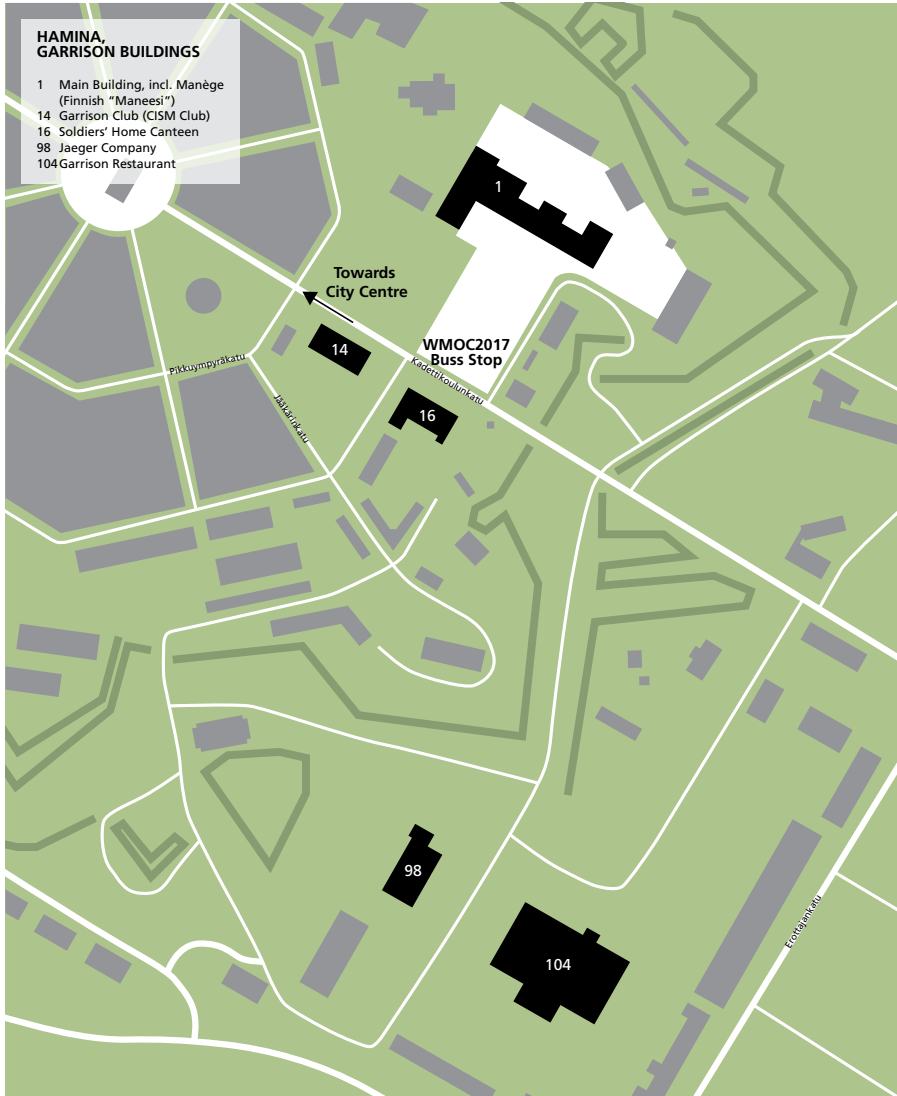 HAMINA,
GARRISON BUILDINGS
1 Main Building, incl. Manège
(Finnish “Maneesi”)
14 Garrison Club (CISM Club)
16 Soldiers’ Home Canteen
98 Jaeger Company
104 Garrison Restaurant
1
Towards
City Centre
14
WMOC2017
Buss Stop
Kadettikoulunkatu
Pikkuympyräkatu
Jääkärinkatu
16
98
Erottajankatu
104